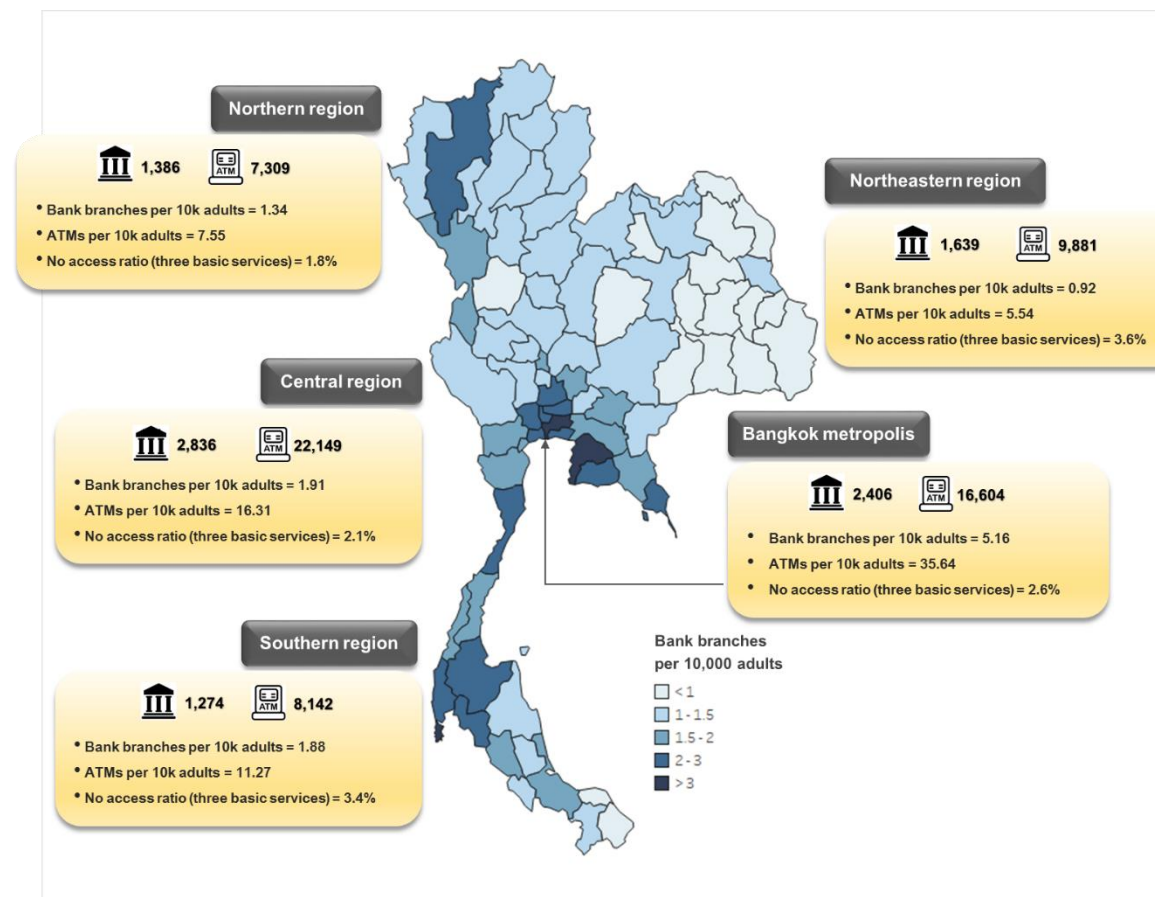 Northern region
1,386 ATM 7,309
• Bank branches per 10k adults = 1.34
• ATMs per 10k adults = 7.55
• No access ratio (three basic services) = 1.8%
Northeastern region
1,639 ATM 9,881
• Bank branches per 10k adults = 0.92
• ATMs per 10k adults = 5.54
• No access ratio (three basic services) = 3.6%
Central region
2,836 ATM 22,149
• Bank branches per 10k adults = 1.91
• ATMs per 10k adults = 16.31
• No access ratio (three basic services) = 2.1%
Bangkok metropolis
2,406 ATM 16,604
• Bank branches per 10k adults = 5.16
• ATMs per 10k adults = 35.64
• No access ratio (three basic services) = 2.6%
Southern region
1,274 ATM 8,142
• Bank branches per 10k adults = 1.88
• ATMs per 10k adults = 11.27
• No access ratio (three basic services) = 3.4%
Bank branches
per 10,000 adults
<1
1 - 1.5
1.5 - 2
2 - 3
>3